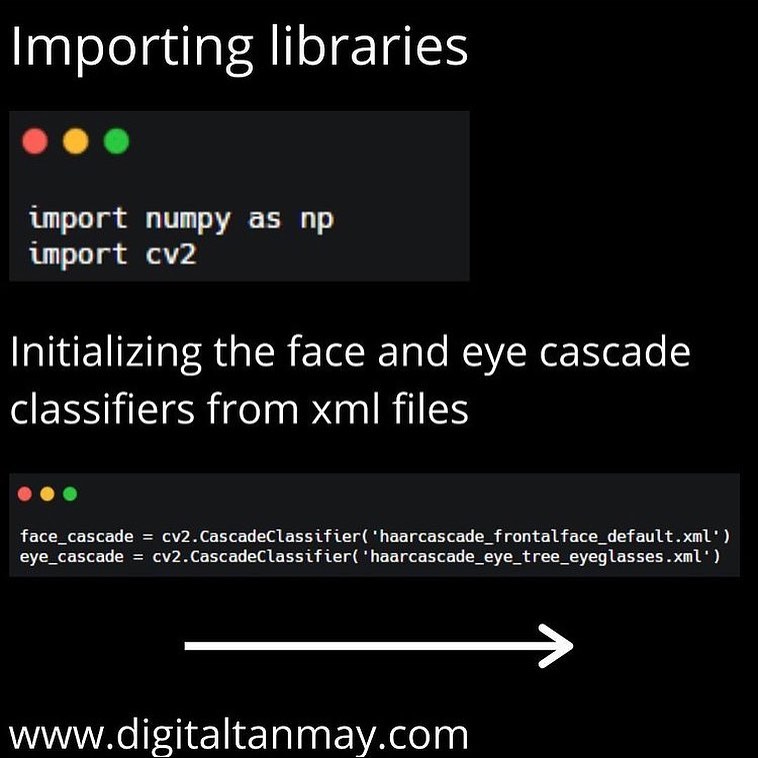 Importing libraries
import numpy as np
import cv2
Initializing the face and eye cascade
classifiers from xml files
face_cascade = cv2.CascadeClassifier('haarcascade_frontalface_default.xml')
eye_cascade = cv2.CascadeClassifier('haarcascade_eye_tree_eyeglasses.xml')
www.digitaltanmay.com